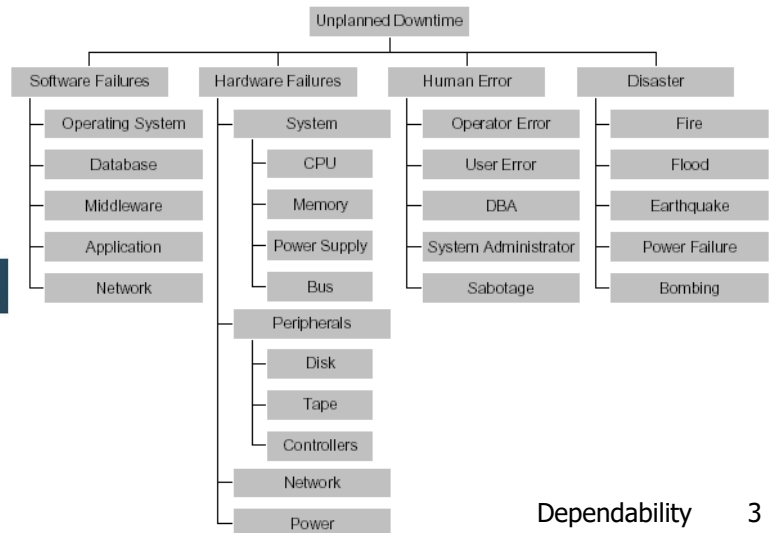 Unplanned Downtime
Software Failures
Operating System
Database
Middleware
Application
Network
Hardware Failures
System
CPU
Memory
Power Supply
Bus
Peripherals
Disk
Tape
Controllers
Network
Power
Human Error
Operator Error
User Error
DBA
System Administrator
Sabotage
Disaster
Fire
Flood
Earthquake
Power Failure
Bombing
Dependability 3